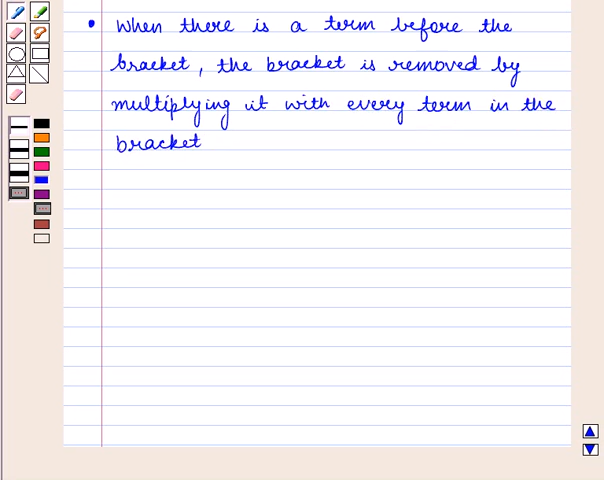 • When there is a term before the
bracket, the bracket is removed by
multiplying it with every term in the
bracket